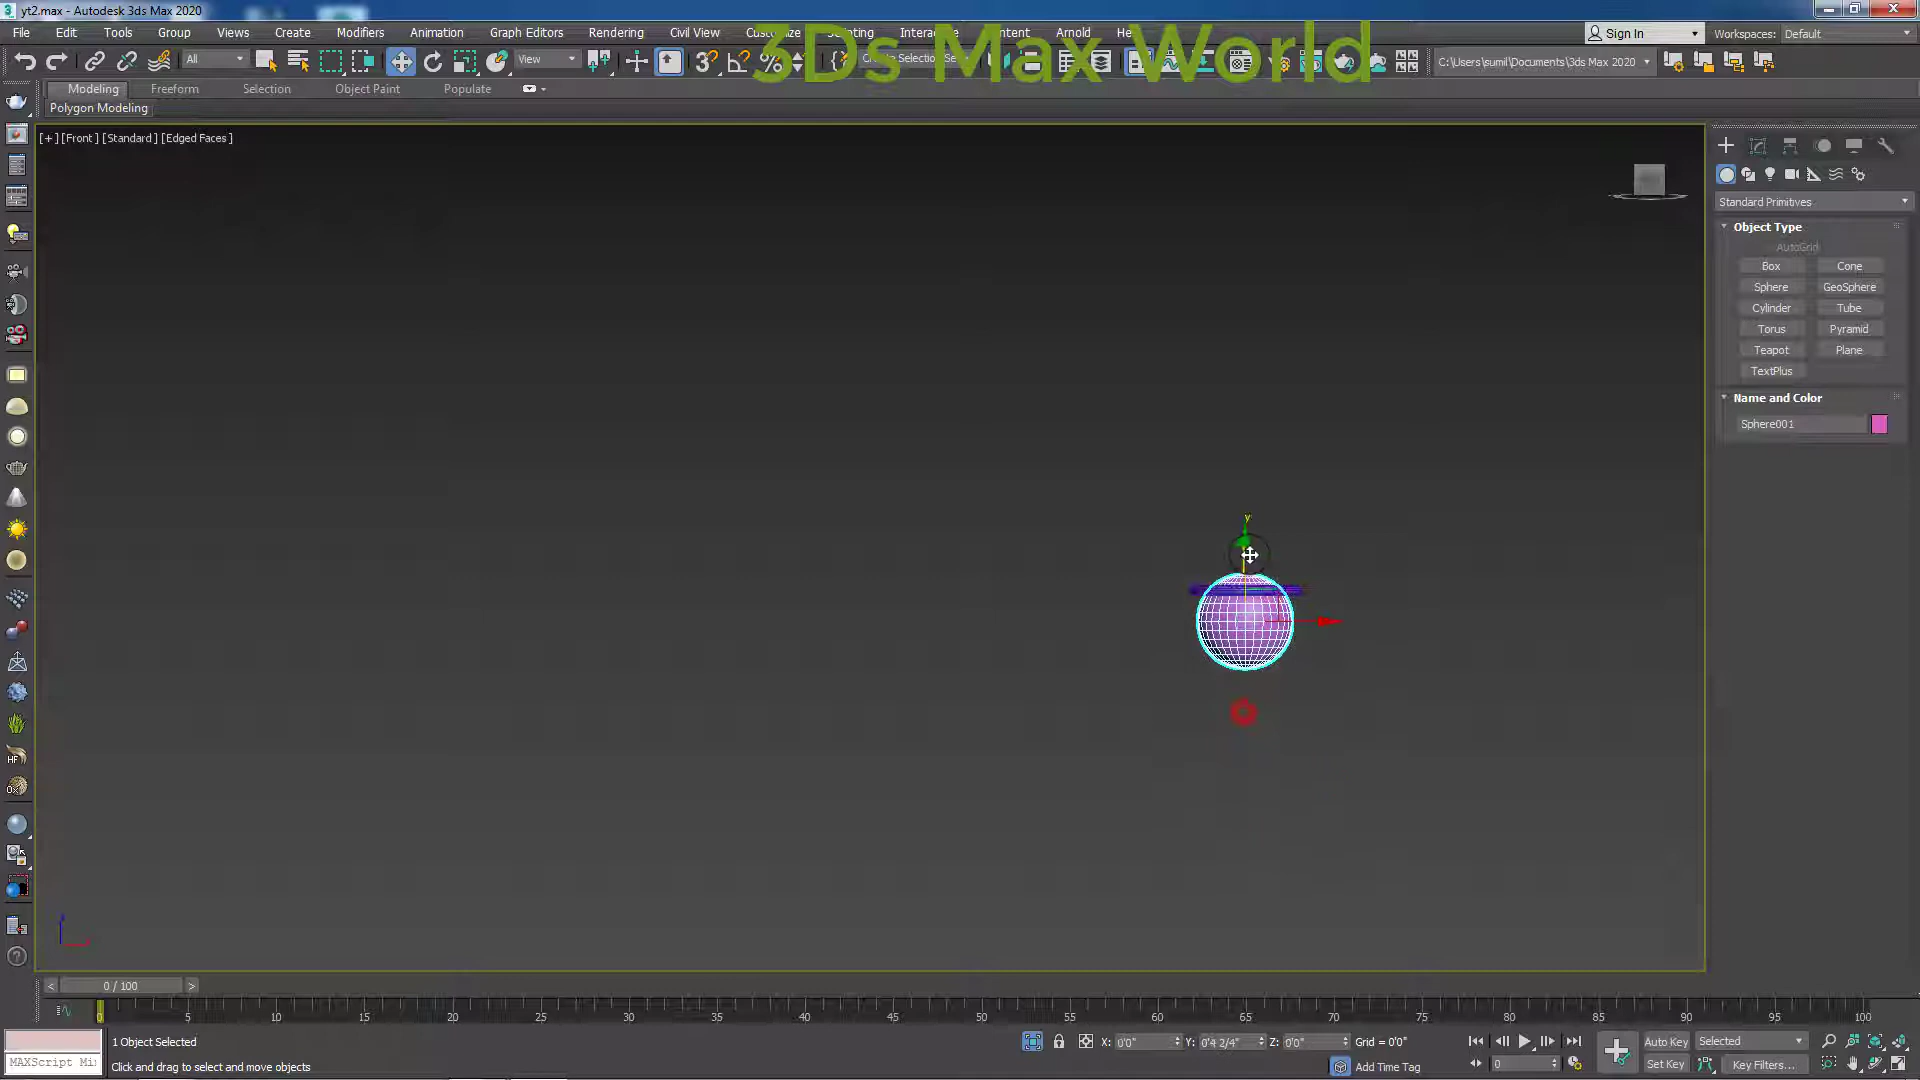 yt2.max - Autodesk 3ds Max 2020
File Edit Tools Group Views Create Modifiers Animation Graph Editors Rendering Civil View Customize Scripting Content Arnold
3Ds Max World
Sign In Workspaces: Default
All View C:\Users\sumil\Documents\3ds Max 2020
Modeling Freeform Selection Object Paint Populate
Polygon Modeling
[+] [Front] [Standard] [Edged Faces]
Standard Primitives
Object Type
AutoGrid
Box Cone
Sphere GeoSphere
Cylinder Tube
Torus Pyramid
Teapot Plane
TextPlus
Name and Color
Sphere001
y
< 0 / 100 >
0 5 10 15 20 25 30 35 40 45 50 55 60 65 70 75 80 85 90 95 100
1 Object Selected X: 0'0" Y: 0'4 2/4" Z: 0'0" Grid = 0'0" Auto Key Selected
MAXScript Mi Click and drag to select and move objects Add Time Tag 0 Set Key Key Filters...